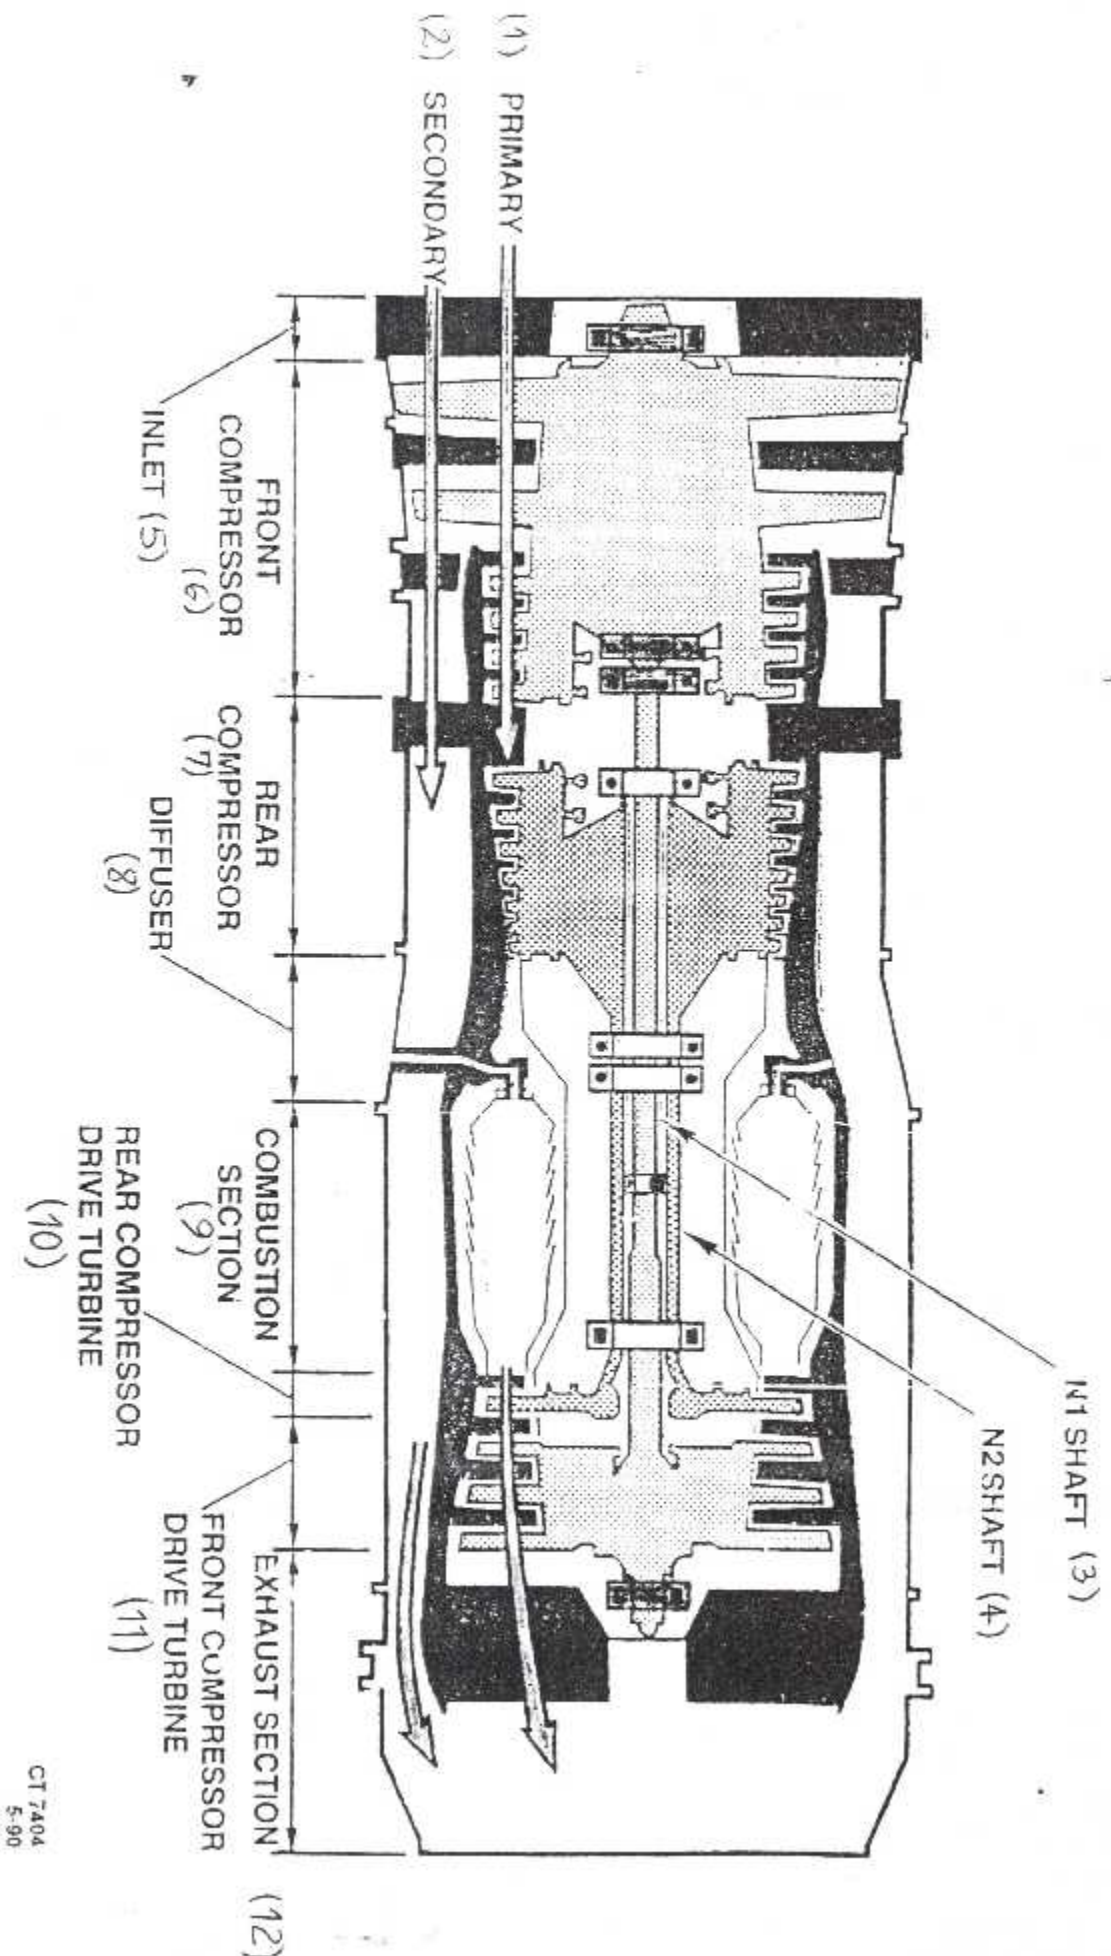 (1) PRIMARY
(2) SECONDARY
N1 SHAFT (3)
N2 SHAFT (4)
INLET (5)
FRONT
COMPRESSOR
(6)
REAR
COMPRESSOR
(7)
DIFFUSER
(8)
COMBUSTION
SECTION
(9)
REAR COMPRESSOR
DRIVE TURBINE
(10)
FRONT COMPRESSOR
DRIVE TURBINE
(11)
EXHAUST SECTION (12)
CT 7404
5-90